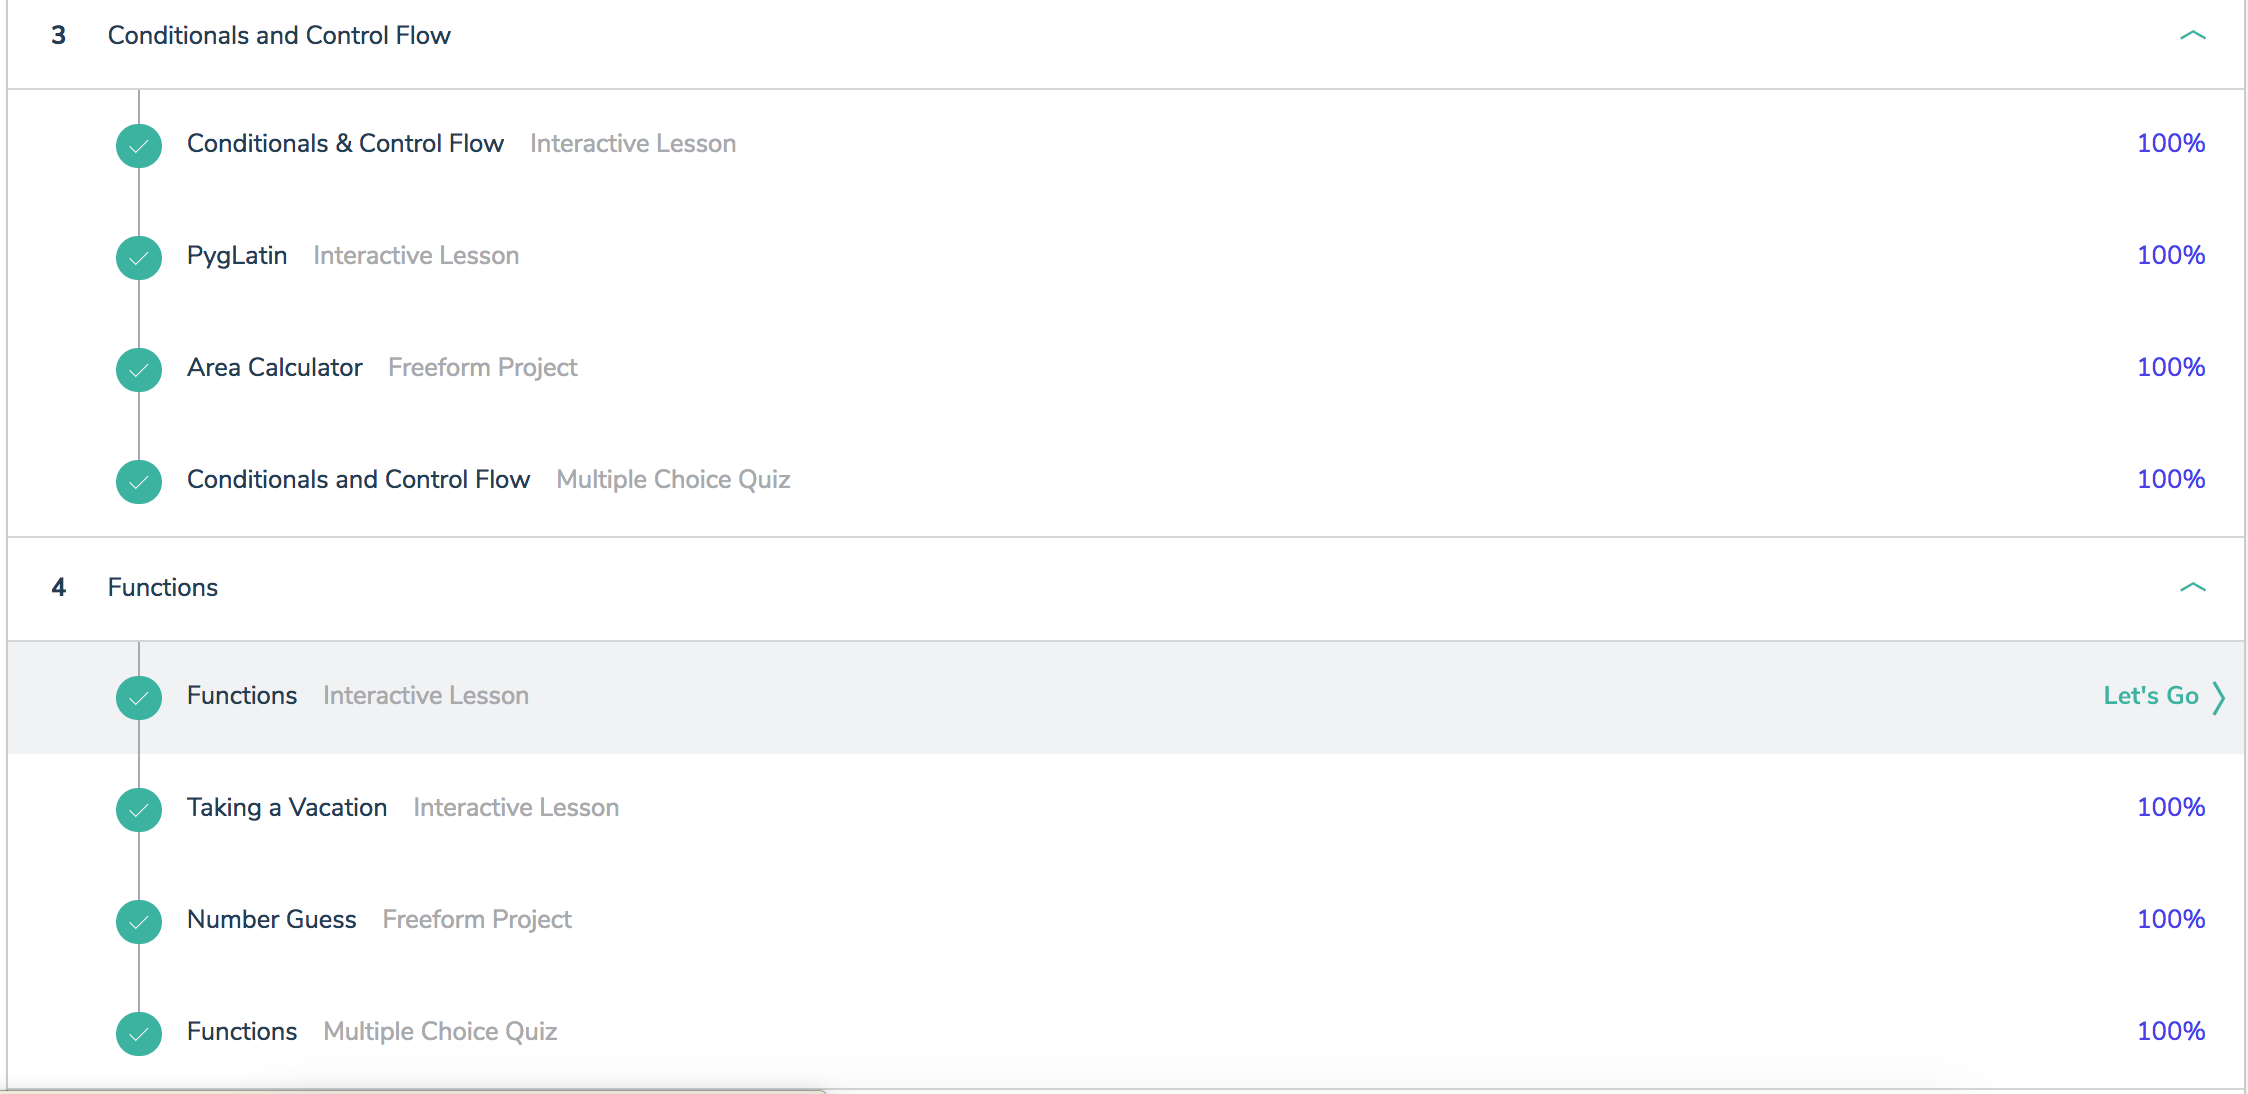 3 Conditionals and Control Flow
Conditionals & Control Flow Interactive Lesson 100%
PygLatin Interactive Lesson 100%
Area Calculator Freeform Project 100%
Conditionals and Control Flow Multiple Choice Quiz 100%
4 Functions
Functions Interactive Lesson Let's Go
Taking a Vacation Interactive Lesson 100%
Number Guess Freeform Project 100%
Functions Multiple Choice Quiz 100%